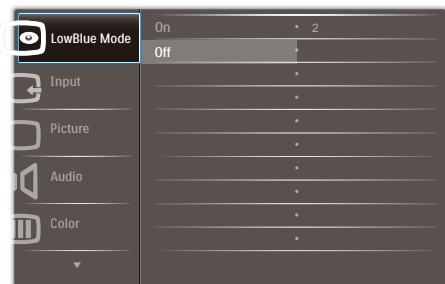 LowBlue Mode
On • 2
Off •
Input
Picture
Audio
Color